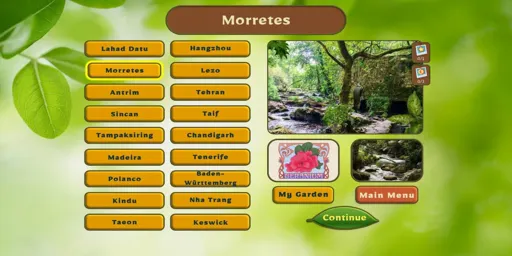 Morretes
Lahad Datu
Hangzhou
Morretes
Lezo
Antrim
Tehran
Sincan
Taif
Tampaksiring
Chandigarh
Madeira
Tenerife
Polanco
Baden-
Württemberg
Kindu
Nha Trang
Taeon
Keswick
My Garden
Main Menu
Continue